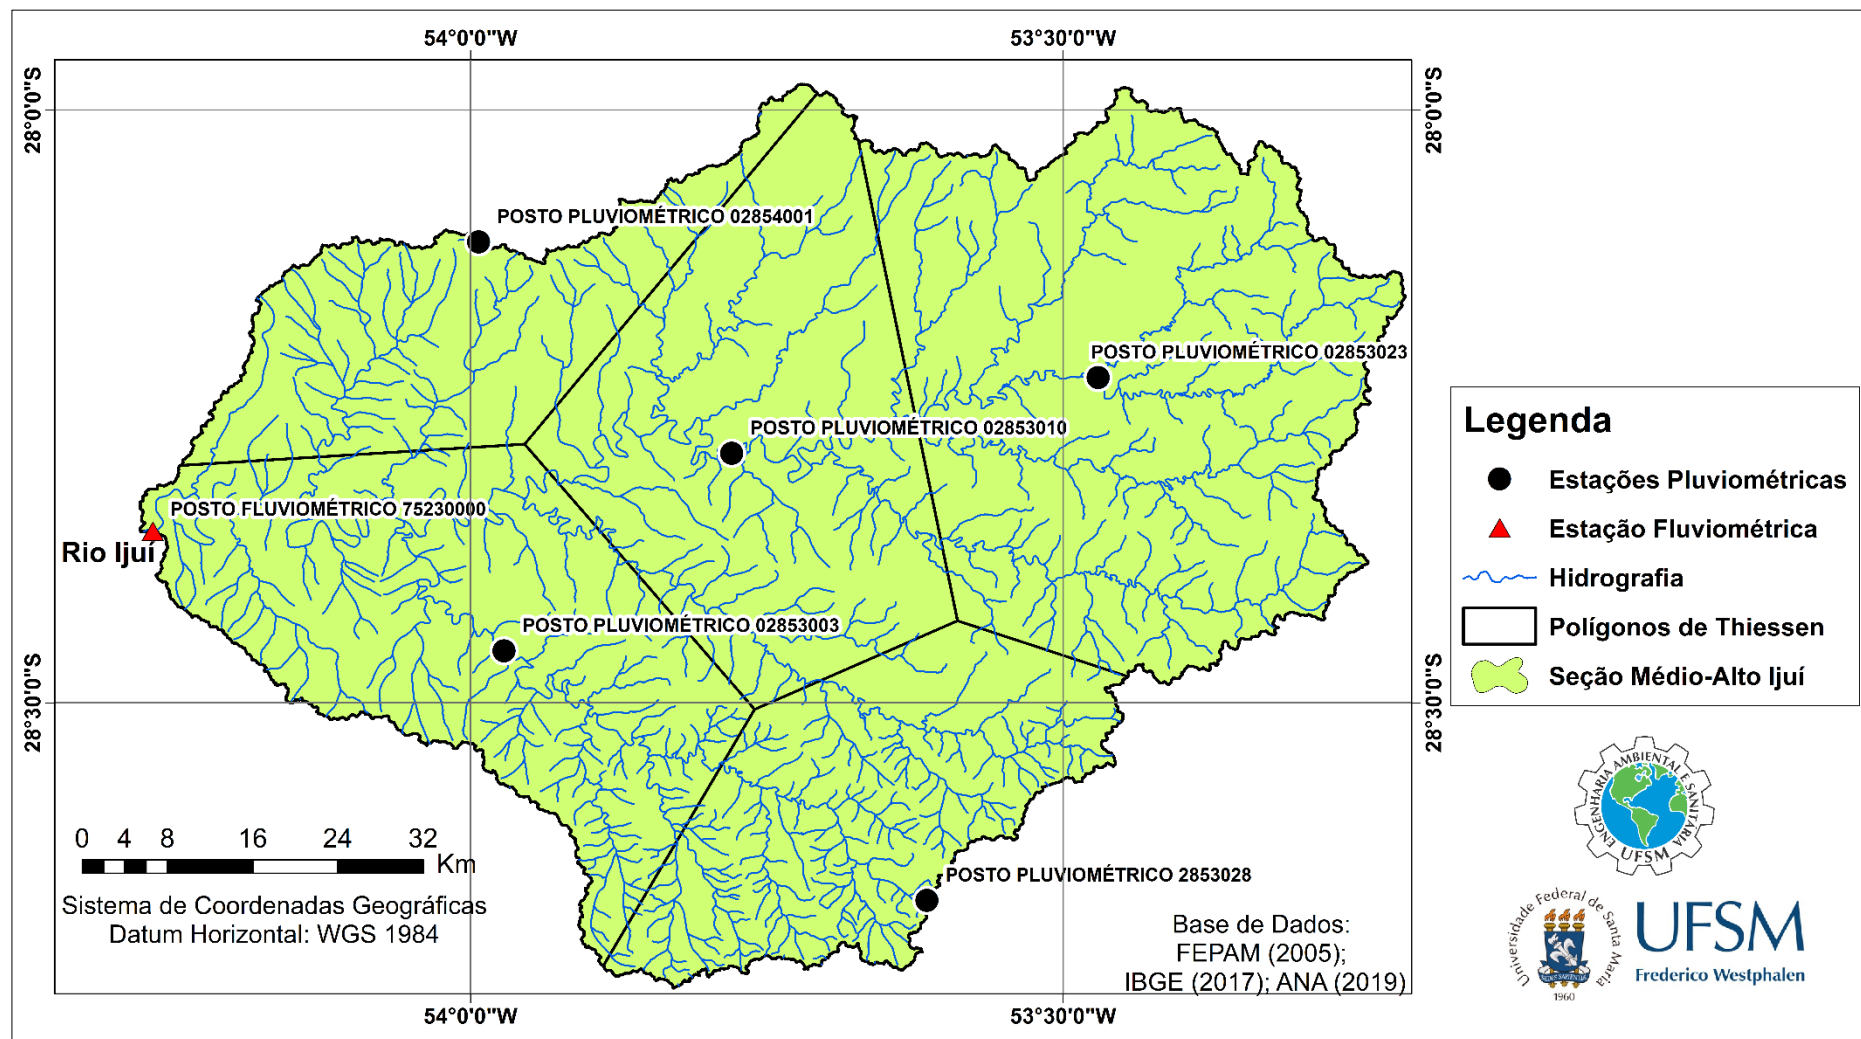 54°0'0"W
53°30'0"W
28°0'0"S
28°0'0"S
POSTO PLUVIOMÉTRICO 02854001
POSTO PLUVIOMÉTRICO 02853023
POSTO PLUVIOMÉTRICO 02853010
POSTO FLUVIOMÉTRICO 75230000
Rio Ijuí
POSTO PLUVIOMÉTRICO 02853003
28°30'0"S
28°30'0"S
POSTO PLUVIOMÉTRICO 2853028
0 4 8 16 24 32
Km
Sistema de Coordenadas Geográficas
Datum Horizontal: WGS 1984
Base de Dados:
FEPAM (2005);
IBGE (2017); ANA (2019)
54°0'0"W
53°30'0"W
Legenda
Estações Pluviométricas
Estação Fluviométrica
Hidrografia
Polígonos de Thiessen
Seção Médio-Alto Ijuí
ENGENHARIA AMBIENTAL E SANITÁRIA
UFSM
Universidade Federal de Santa Maria
1960
UFSM
Frederico Westphalen